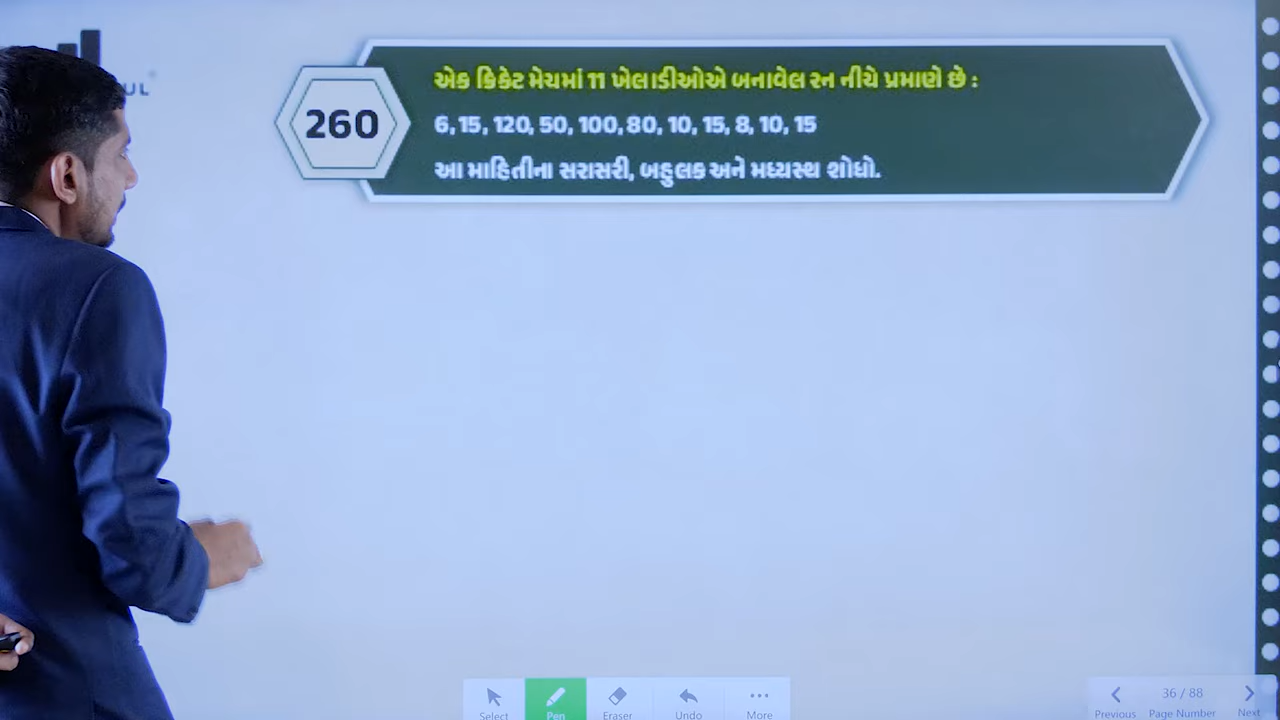 UL
260
એક ક્રિકેટ મેચમાં 11 ખેલાડીઓએ બનાવેલ રન નીચે પ્રમાણે છે :
6, 15, 120, 50, 100, 80, 10, 15, 8, 10, 15
આ માહિતીના સરાસરી, બહુલક અને મધ્યસ્થ શોધો.
Select Pen Eraser Undo More
36 / 88
Previous Page Number Next